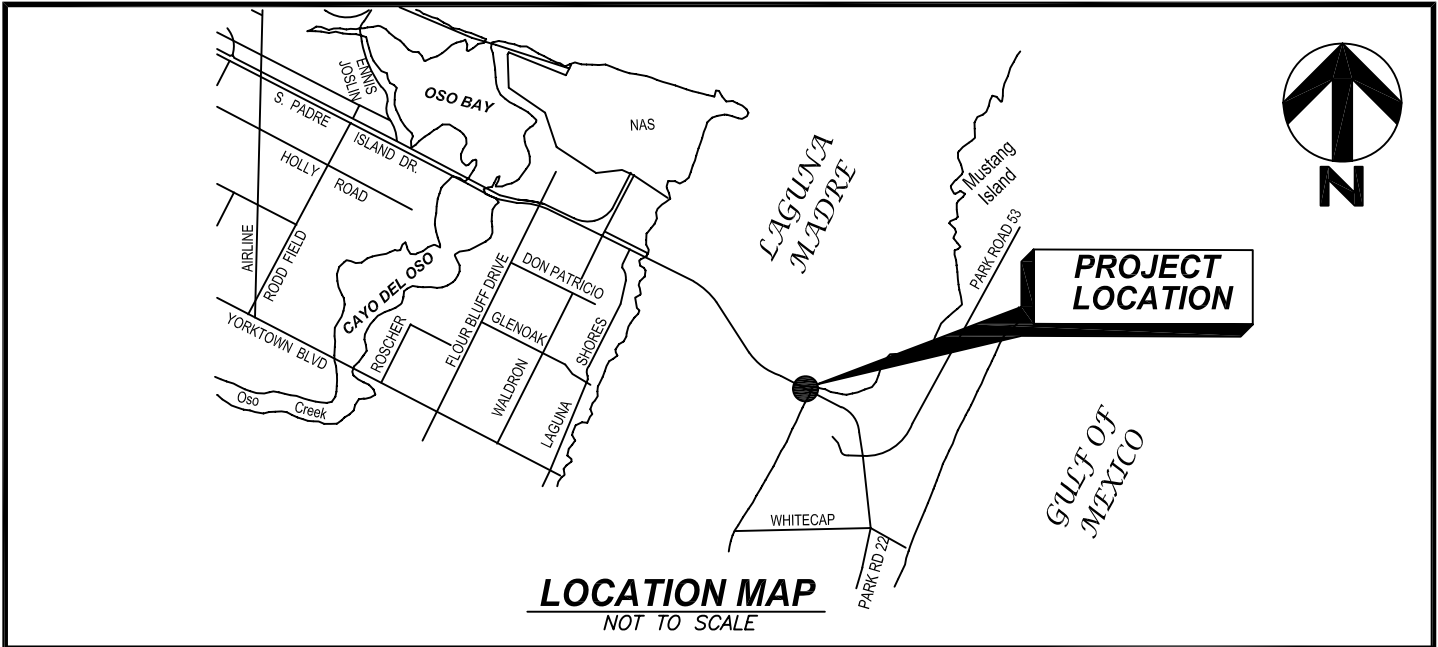 ENNIS
JOSLIN
OSO BAY
S. PADRE
ISLAND DR.
NAS
HOLLY
ROAD
AIRLINE
RODD FIELD
CAYO DEL OSO
YORKTOWN BLVD
Oso
Creek
ROSCHER
FLOUR BLUFF DRIVE
DON PATRICIO
GLENOAK
WALDRON
LAGUNA
SHORES
LAGUNA
MADRE
Mustang
Island
PARK ROAD 53
N
PROJECT
LOCATION
GULF OF
MEXICO
WHITECAP
PARK RD 22
LOCATION MAP
NOT TO SCALE